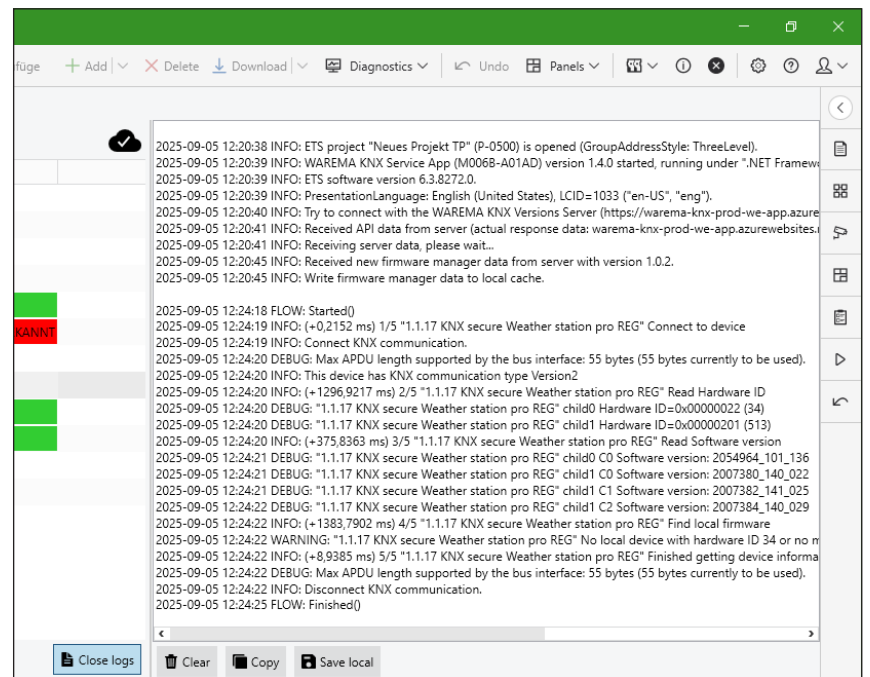 füge
Add
Delete
Download
Diagnostics
Undo
Panels
2025-09-05 12:20:38 INFO: ETS project "Neues Projekt TP" (P-0500) is opened (GroupAddressStyle: ThreeLevel).
2025-09-05 12:20:39 INFO: WAREMA KNX Service App (M006B-A01AD) version 1.4.0 started, running under ".NET Framew
2025-09-05 12:20:39 INFO: ETS software version 6.3.8272.0.
2025-09-05 12:20:39 INFO: PresentationLanguage: English (United States), LCID=1033 ("en-US", "eng").
2025-09-05 12:20:40 INFO: Try to connect with the WAREMA KNX Versions Server (https://warema-knx-prod-we-app.azure
2025-09-05 12:20:41 INFO: Received API data from server (actual response data: warema-knx-prod-we-app.azurewebsites.
2025-09-05 12:20:41 INFO: Receiving server data, please wait...
2025-09-05 12:20:45 INFO: Received new firmware manager data from server with version 1.0.2.
2025-09-05 12:20:45 INFO: Write firmware manager data to local cache.
2025-09-05 12:24:18 FLOW: Started()
KANNT
2025-09-05 12:24:19 INFO: (+0,2152 ms) 1/5 "1.1.17 KNX secure Weather station pro REG" Connect to device
2025-09-05 12:24:19 INFO: Connect KNX communication.
2025-09-05 12:24:20 DEBUG: Max APDU length supported by the bus interface: 55 bytes (55 bytes currently to be used).
2025-09-05 12:24:20 INFO: This device has KNX communication type Version2
2025-09-05 12:24:20 INFO: (+1296,9217 ms) 2/5 "1.1.17 KNX secure Weather station pro REG" Read Hardware ID
2025-09-05 12:24:20 DEBUG: "1.1.17 KNX secure Weather station pro REG" child0 Hardware ID=0x00000022 (34)
2025-09-05 12:24:20 DEBUG: "1.1.17 KNX secure Weather station pro REG" child1 Hardware ID=0x00000201 (513)
2025-09-05 12:24:20 INFO: (+375,8363 ms) 3/5 "1.1.17 KNX secure Weather station pro REG" Read Software version
2025-09-05 12:24:21 DEBUG: "1.1.17 KNX secure Weather station pro REG" child0 C0 Software version: 2054964_101_136
2025-09-05 12:24:21 DEBUG: "1.1.17 KNX secure Weather station pro REG" child1 C0 Software version: 2007380_140_022
2025-09-05 12:24:21 DEBUG: "1.1.17 KNX secure Weather station pro REG" child1 C1 Software version: 2007382_141_025
2025-09-05 12:24:22 DEBUG: "1.1.17 KNX secure Weather station pro REG" child1 C2 Software version: 2007384_140_029
2025-09-05 12:24:22 INFO: (+1383,7902 ms) 4/5 "1.1.17 KNX secure Weather station pro REG" Find local firmware
2025-09-05 12:24:22 WARNING: "1.1.17 KNX secure Weather station pro REG" No local device with hardware ID 34 or no
2025-09-05 12:24:22 INFO: (+8,9385 ms) 5/5 "1.1.17 KNX secure Weather station pro REG" Finished getting device informa
2025-09-05 12:24:22 DEBUG: Max APDU length supported by the bus interface: 55 bytes (55 bytes currently to be used).
2025-09-05 12:24:22 INFO: Disconnect KNX communication.
2025-09-05 12:24:25 FLOW: Finished()
Close logs
Clear
Copy
Save local